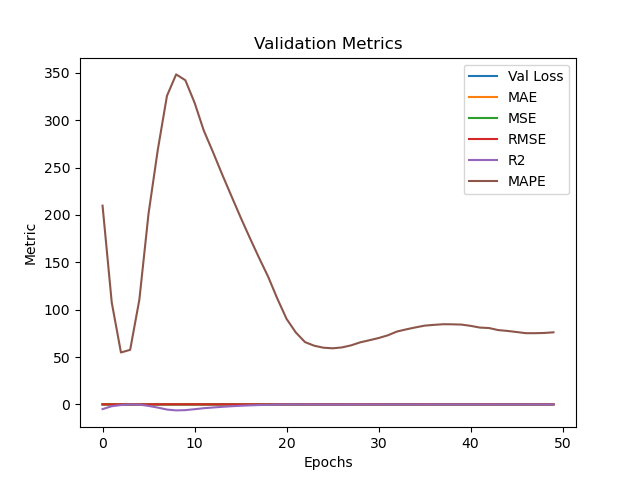 Validation Metrics
350
300
250
200
150
100
50
0
Metric
Val Loss
MAE
MSE
RMSE
R2
MAPE
0 10 20 30 40 50
Epochs